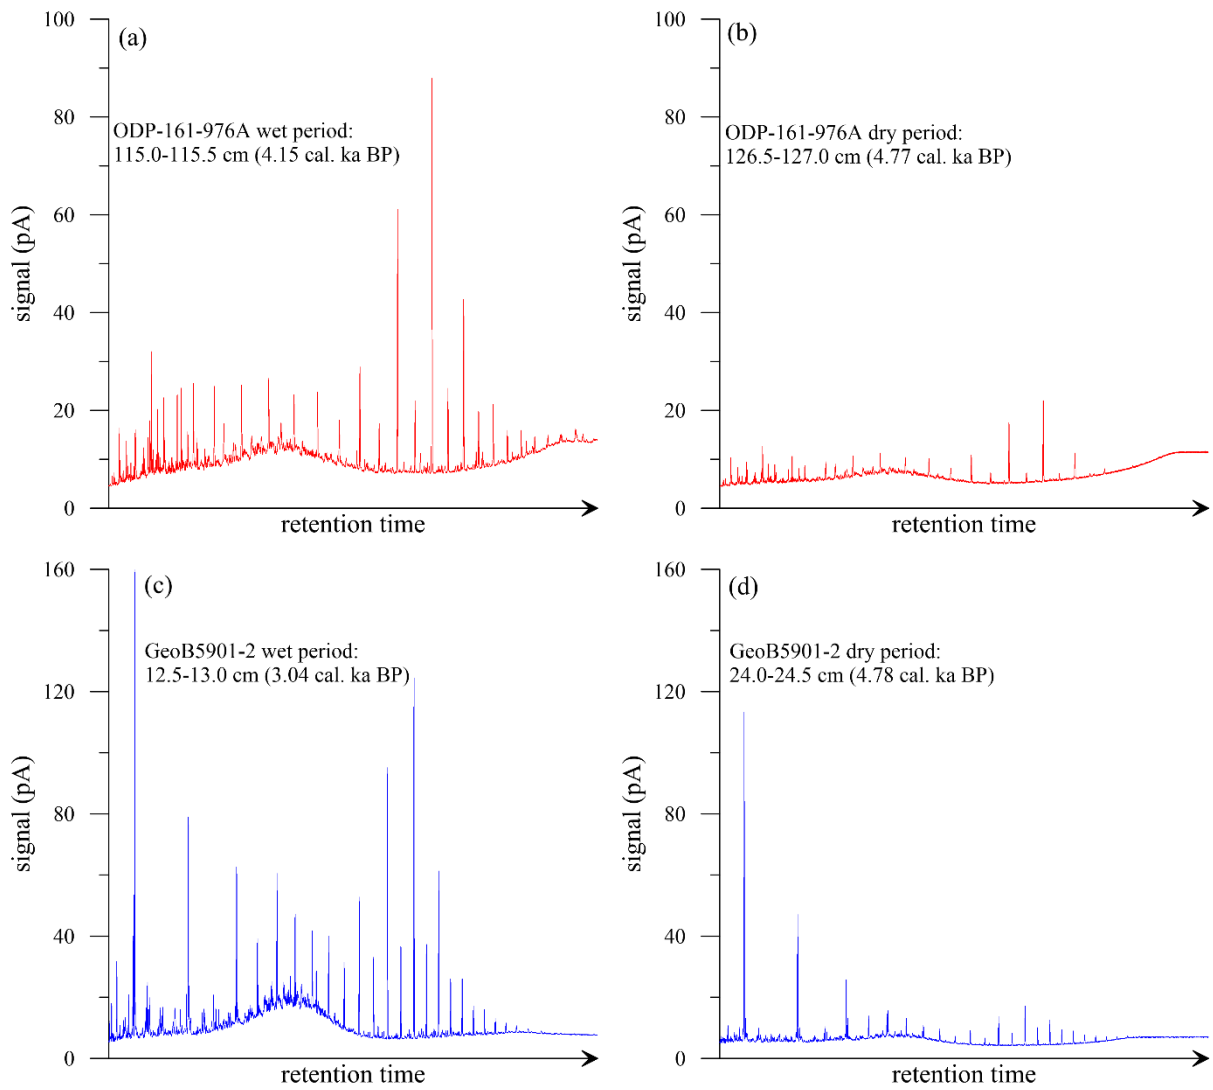 (a)
ODP-161-976A wet period:
115.0-115.5 cm (4.15 cal. ka BP)
100
80
60
40
20
0
signal (pA)
retention time
(b)
ODP-161-976A dry period:
126.5-127.0 cm (4.77 cal. ka BP)
100
80
60
40
20
0
signal (pA)
retention time
(c)
GeoB5901-2 wet period:
12.5-13.0 cm (3.04 cal. ka BP)
160
120
80
40
0
signal (pA)
retention time
(d)
GeoB5901-2 dry period:
24.0-24.5 cm (4.78 cal. ka BP)
160
120
80
40
0
signal (pA)
retention time